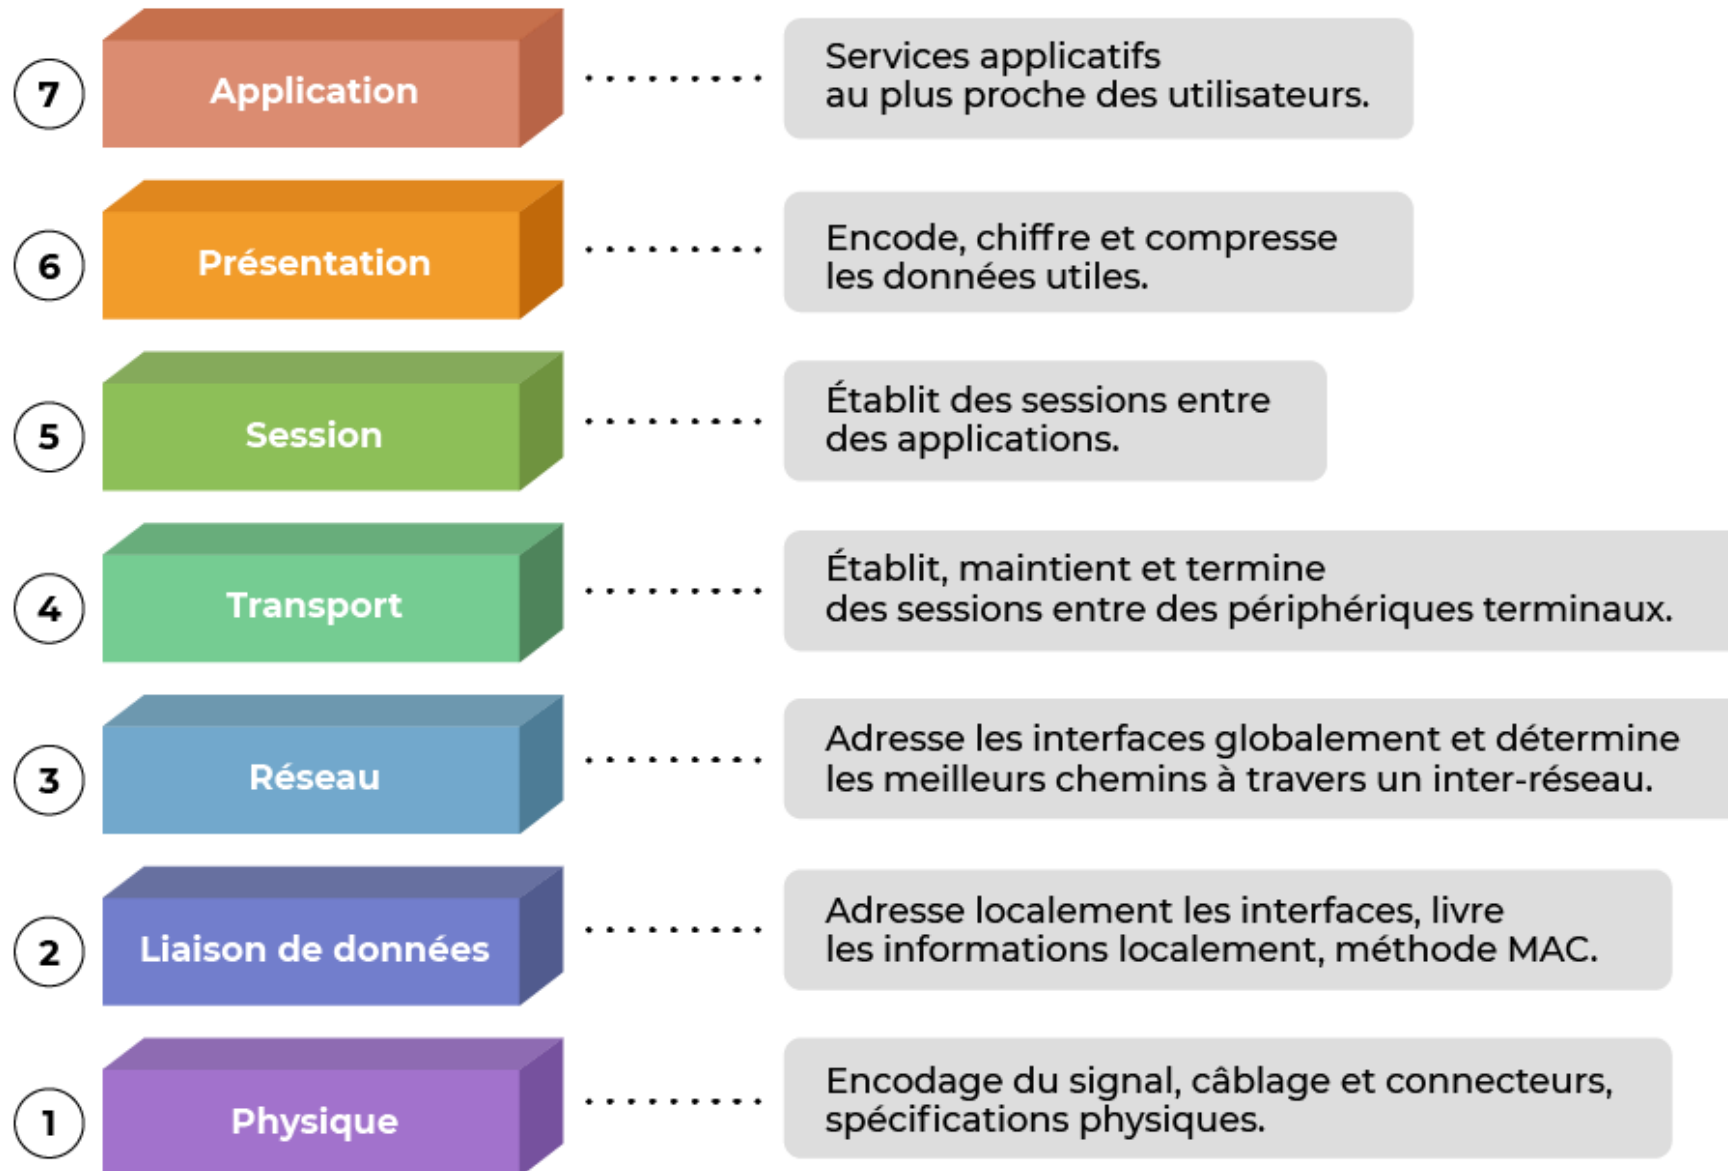 7
Application
Services applicatifs
au plus proche des utilisateurs.
6
Présentation
Encode, chiffre et compresse
les données utiles.
5
Session
Établit des sessions entre
des applications.
4
Transport
Établit, maintient et termine
des sessions entre des périphériques terminaux.
3
Réseau
Adresse les interfaces globalement et détermine
les meilleurs chemins à travers un inter-réseau.
2
Liaison de données
Adresse localement les interfaces, livre
les informations localement, méthode MAC.
1
Physique
Encodage du signal, câblage et connecteurs,
spécifications physiques.